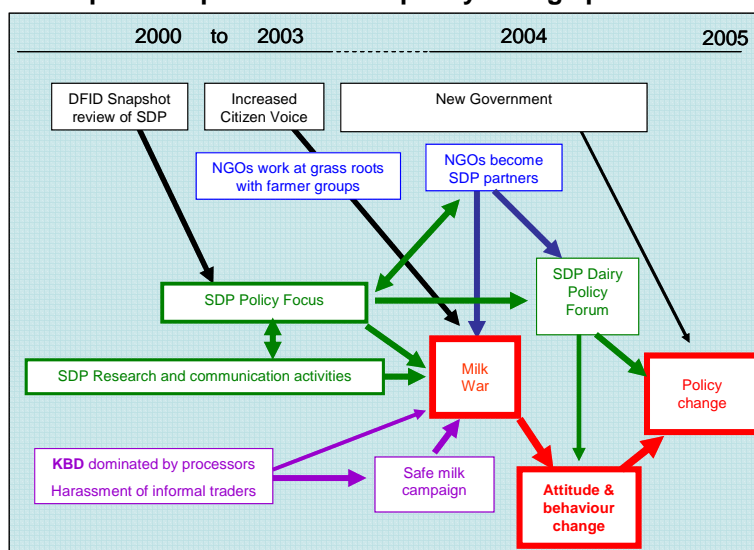 2000 to 2003 2004 2005
DFID Snapshot
review of SDP
Increased
Citizen Voice
New Government
NGOs work at grass roots
with farmer groups
NGOs become
SDP partners
SDP Policy Focus
SDP Dairy
Policy
Forum
SDP Research and communication activities
Milk
War
Policy
change
KBD dominated by processors
Harassment of informal traders
Safe milk
campaign
Attitude &
behaviour
change